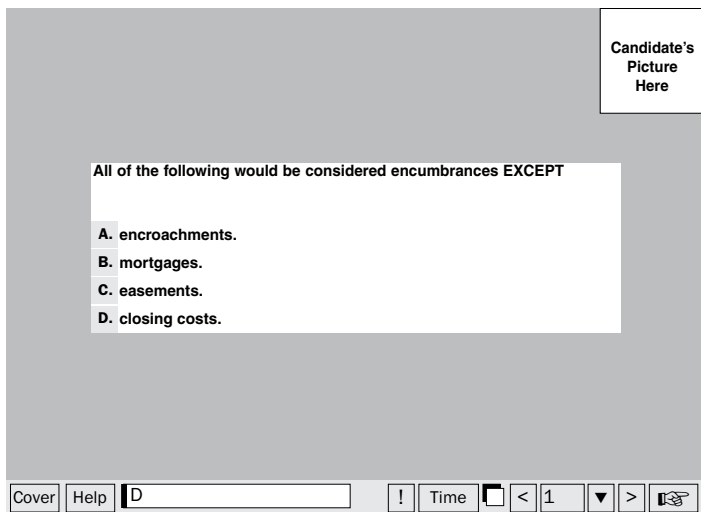 Candidate's
Picture
Here
All of the following would be considered encumbrances EXCEPT
A. encroachments.
B. mortgages.
C. easements.
D. closing costs.
Cover Help D ! Time < 1 ▼ > ☞